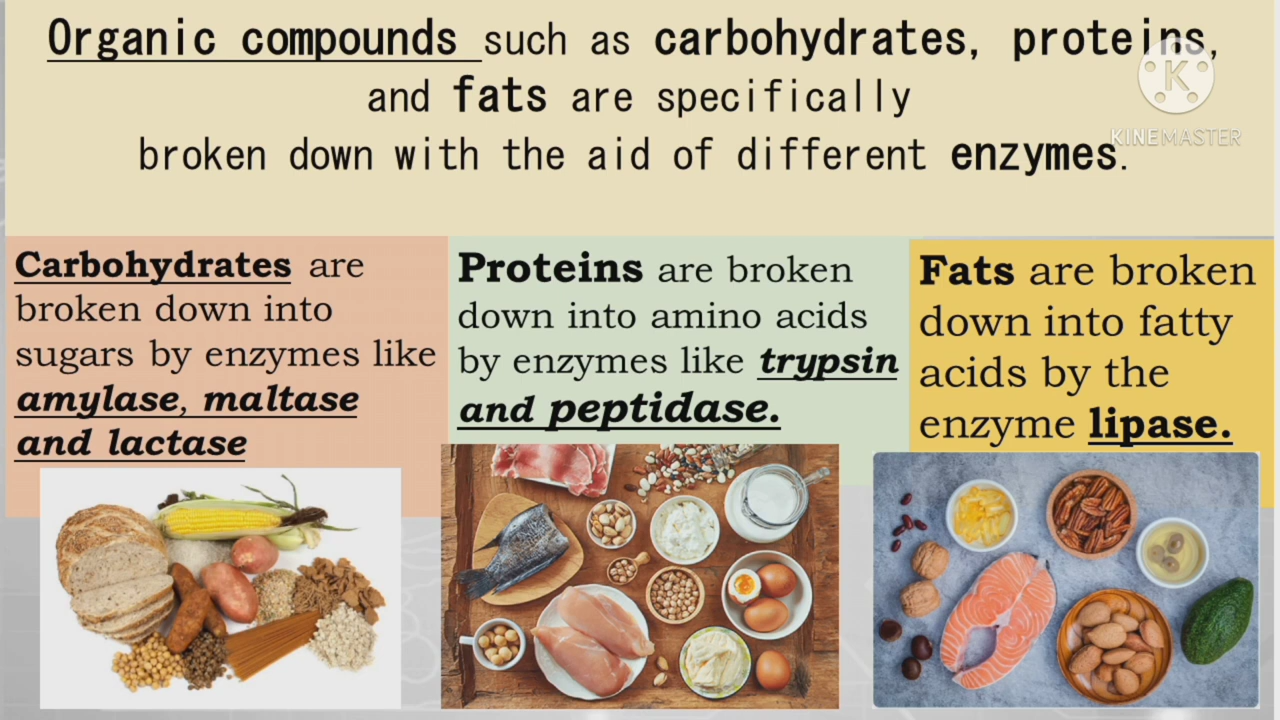 Organic compounds such as carbohydrates, proteins,
and fats are specifically
broken down with the aid of different enzymes.
K
KINEMASTER
Carbohydrates are
broken down into
sugars by enzymes like
amylase, maltase
and lactase
Proteins are broken
down into amino acids
by enzymes like trypsin
and peptidase.
Fats are broken
down into fatty
acids by the
enzyme lipase.